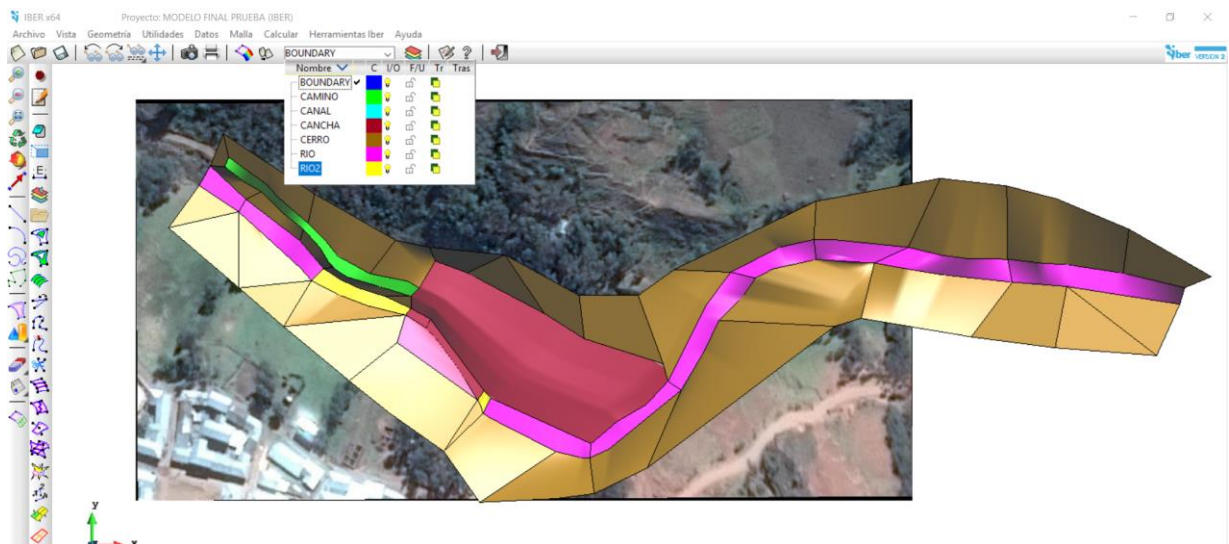 IBER x64 Proyecto: MODELO FINAL PRUEBA (IBER)
Archivo Vista Geometría Utilidades Datos Malla Calcular Herramientas Iber Ayuda
BOUNDARY
Iber VERSION 2
Nombre C I/O F/U Tr Tras
BOUNDARY
CAMINO
CANAL
CANCHA
CERRO
RIO
RIO2
E
y
x